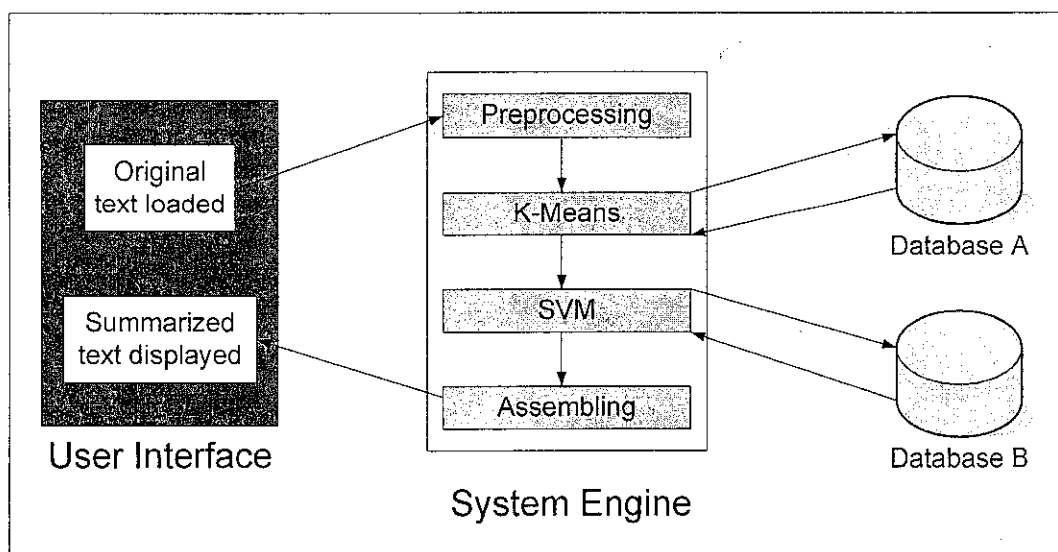 Original
text loaded
Summarized
text displayed
User Interface
Preprocessing
K-Means
SVM
Assembling
System Engine
Database A
Database B